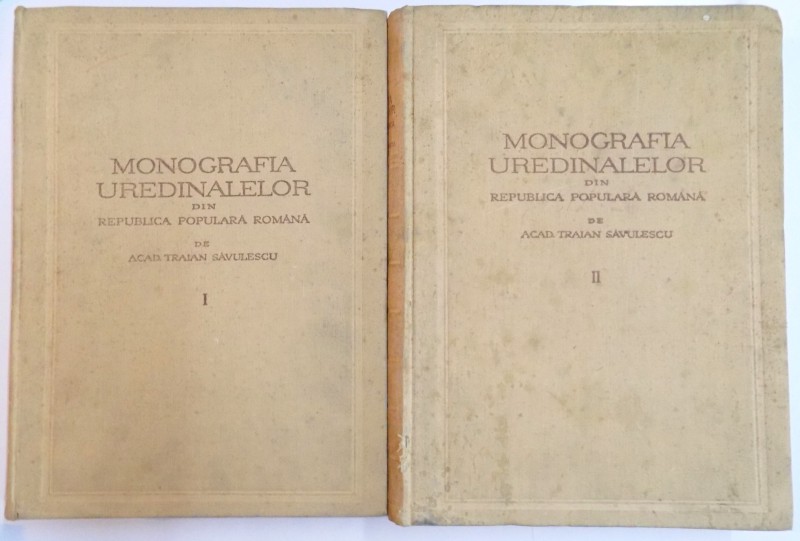 MONOGRAFIA
UREDINALELOR
DIN
REPUBLICA POPULARĂ ROMÂNĂ
DE
ACAD. TRAIAN SĂVULESCU
I
MONOGRAFIA
UREDINALELOR
DIN
REPUBLICA POPULARĂ ROMÂNĂ
DE
ACAD. TRAIAN SĂVULESCU
II